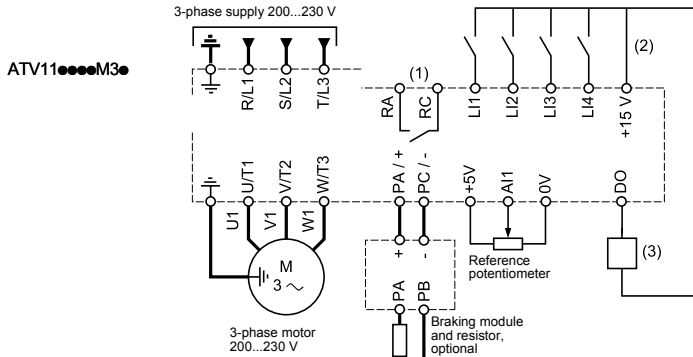 3-phase supply 200...230 V
ATV11●●●●M3●
R/L1
S/L2
T/L3
(1)
RA
RC
LI1
LI2
LI3
LI4
+15 V
(2)
U/T1
V/T2
W/T3
PA / +
PC / -
+5V
AI1
0V
DO
U1
V1
W1
M
3 ~
+
-
PA
PB
Reference
potentiometer
(3)
3-phase motor
200...230 V
Braking module
and resistor,
optional